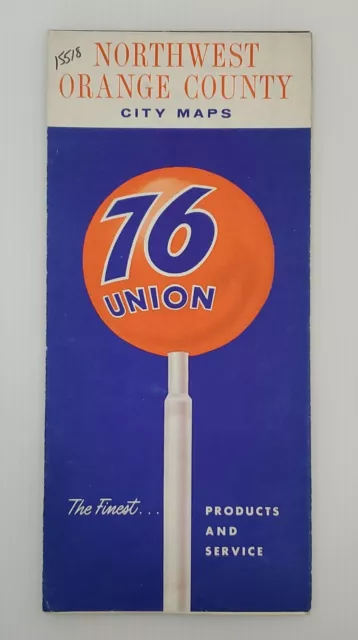 15518
NORTHWEST
ORANGE COUNTY
CITY MAPS
76
UNION
The Finest...
PRODUCTS
AND
SERVICE